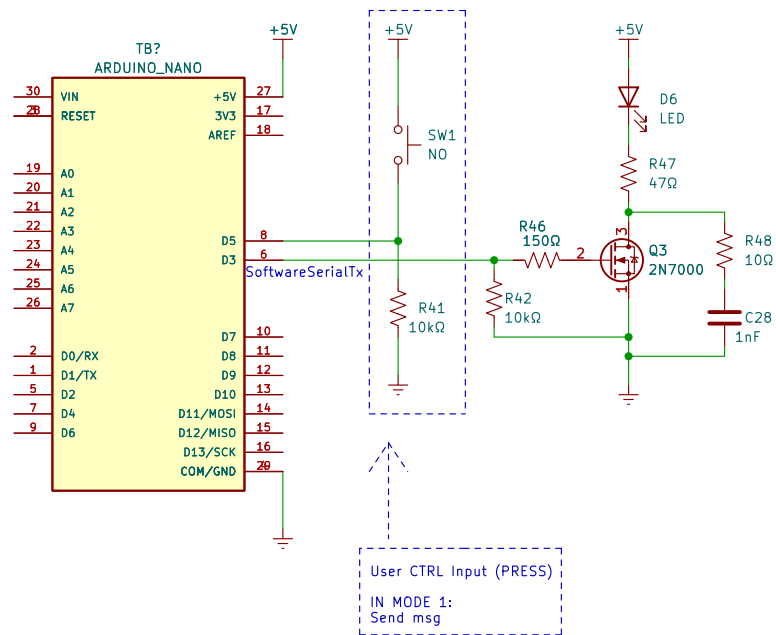 +5V
+5V
+5V
TB?
ARDUINO_NANO
30 VIN
+5V 27
RESET
3V3 17
AREF 18
19 A0
20 A1
21 A2
22 A3
23 A4
24 A5
25 A6
26 A7
D5 8
D3 6
SoftwareSerialTx
D7 10
2 D0/RX
D8 11
1 D1/TX
D9 12
5 D2
D10 13
7 D4
D11/MOSI 14
9 D6
D12/MISO 15
D13/SCK 16
COM/GND
SW1
NO
R41
10kΩ
D6
LED
R47
47Ω
R46
150Ω
2
3
1
Q3
2N7000
R42
10kΩ
R48
10Ω
C28
1nF
User CTRL Input (PRESS)
IN MODE 1:
Send msg